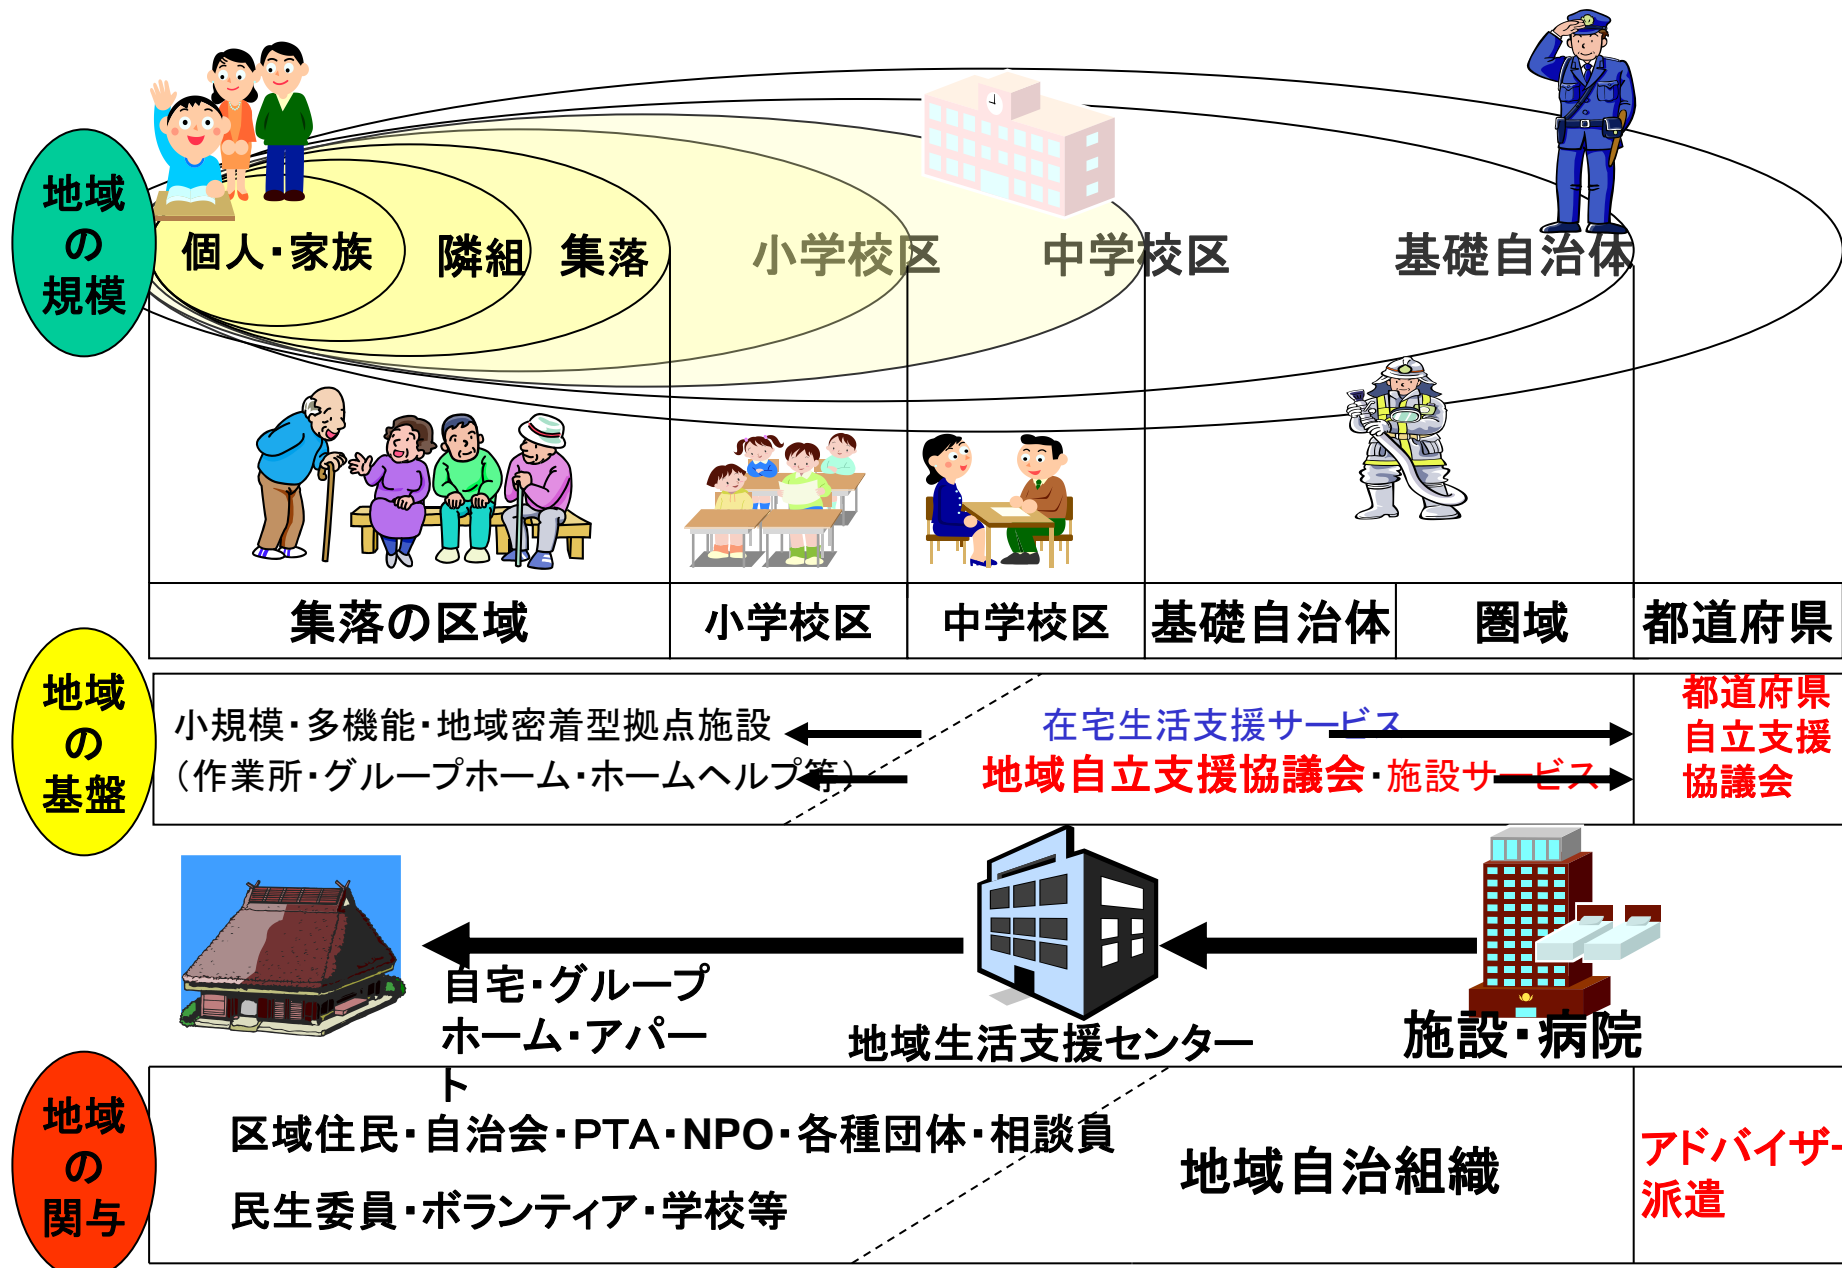 地域
の
規模
個人・家族
隣組
集落
小学校区
中学校区
基礎自治体
集落の区域
小学校区
中学校区
基礎自治体
圏域
都道府県
地域
の
基盤
小規模・多機能・地域密着型拠点施設
（作業所・グループホーム・ホームヘルプ等）
在宅生活支援サービス
地域自立支援協議会・施設サービス
都道府県
自立支援
協議会
自宅・グループ
ホーム・アパー
ト
地域生活支援センター
施設・病院
地域
の
関与
区域住民・自治会・PTA・NPO・各種団体・相談員
民生委員・ボランティア・学校等
地域自治組織
アドバイザー
派遣